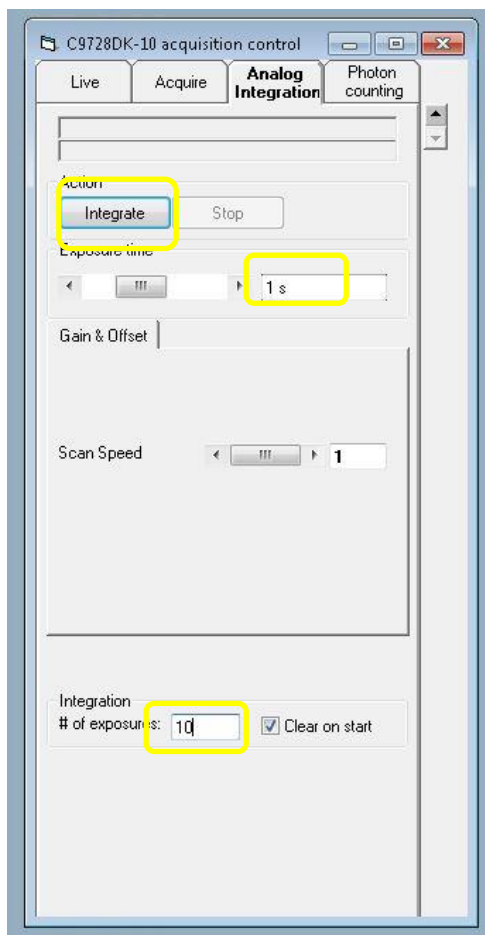 C9728DK-10 acquisition control
Live Acquire Analog Integration Photon counting
Action
Integrate Stop
Exposure time
1 s
Gain & Offset
Scan Speed 1
Integration
# of exposures: 10 Clear on start